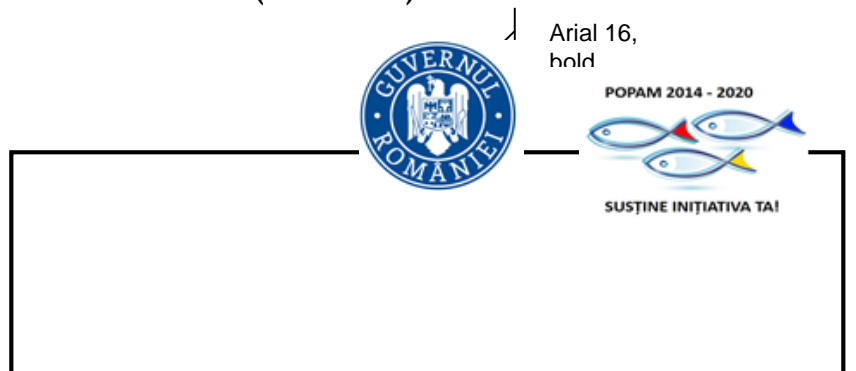 Arial 16,
bold
GUVERNUL
ROMÂNIEI
POPAM 2014 - 2020
SUSȚINE INIȚIATIVA TA!